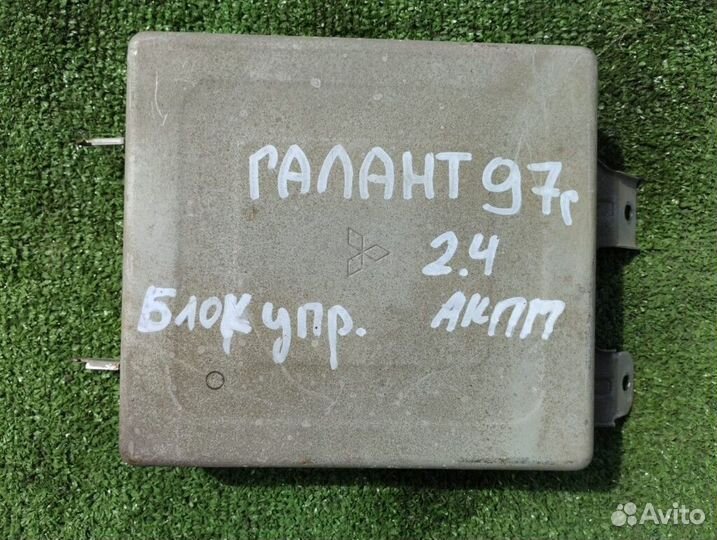 ГАЛАНТ 97г
2.4
Блок упр. АКПП
Avito